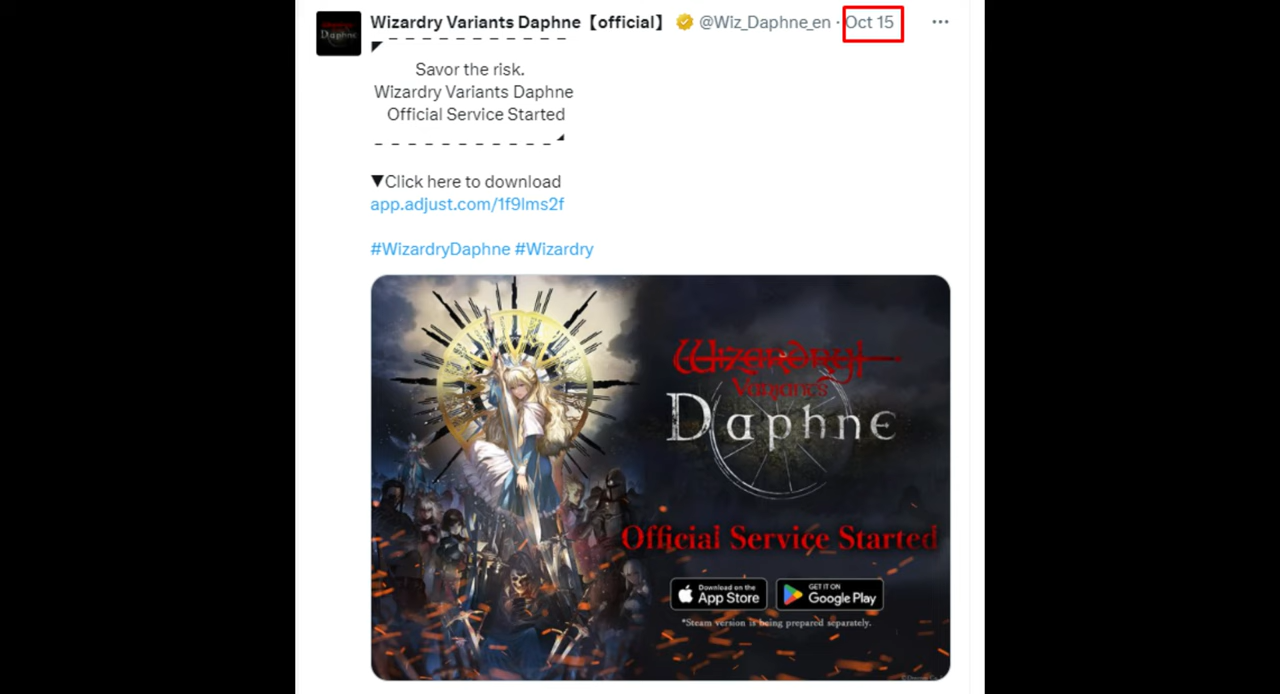 Wizardry Variants Daphne【official】 @Wiz_Daphne_en · Oct 15
Savor the risk.
Wizardry Variants Daphne
Official Service Started
▼Click here to download
app.adjust.com/1f9lms2f
#WizardryDaphne #Wizardry
Wizardry
Variants
Daphne
Official Service Started
Download on the
App Store
GET IT ON
Google Play
*Steam version is being prepared separately.